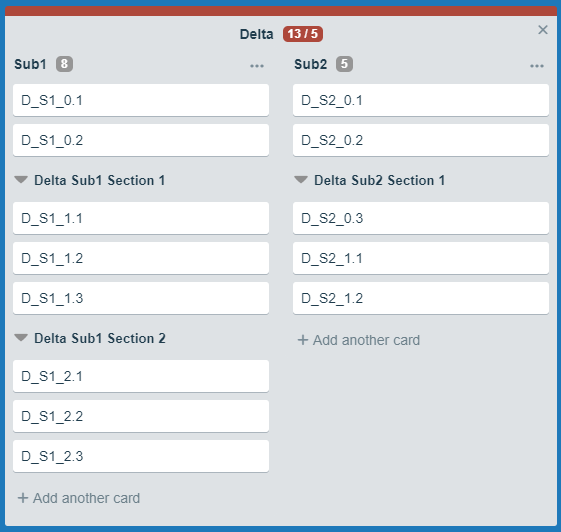 Delta 13 / 5
Sub1 8
D_S1_0.1
D_S1_0.2
Delta Sub1 Section 1
D_S1_1.1
D_S1_1.2
D_S1_1.3
Delta Sub1 Section 2
D_S1_2.1
D_S1_2.2
D_S1_2.3
+ Add another card
Sub2 5
D_S2_0.1
D_S2_0.2
Delta Sub2 Section 1
D_S2_0.3
D_S2_1.1
D_S2_1.2
+ Add another card